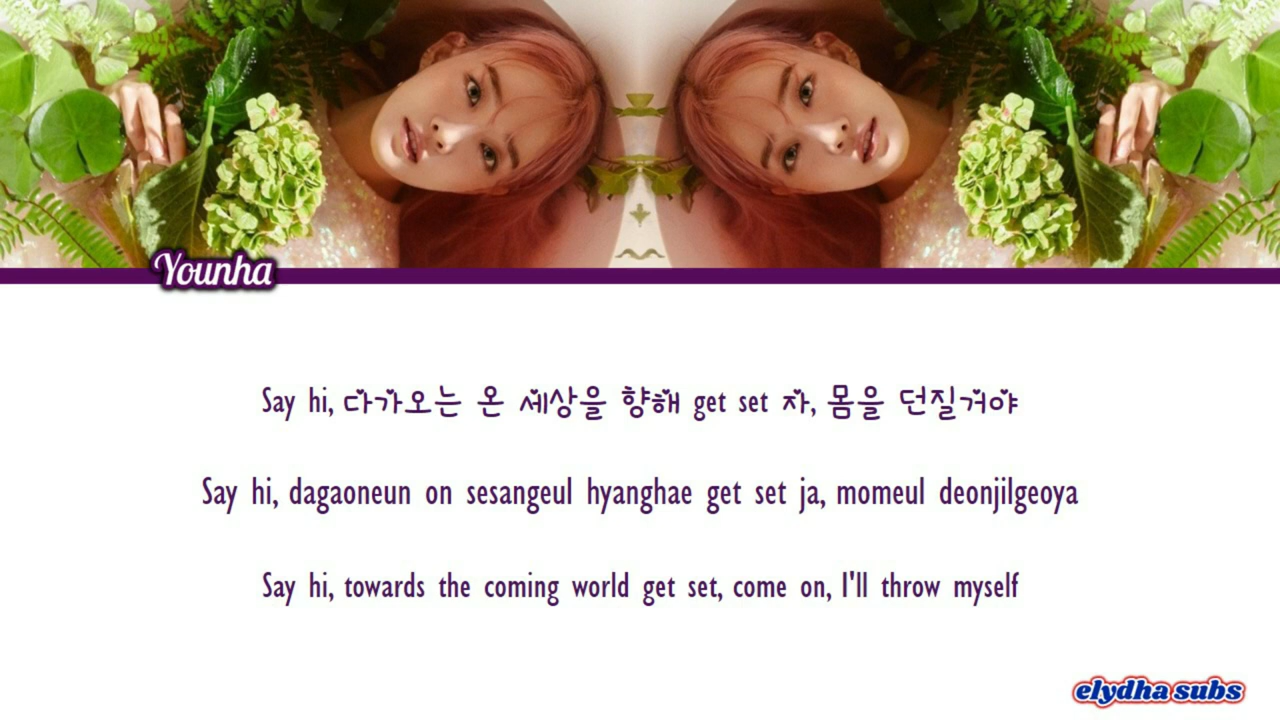 Younha
Say hi, 다가오는 온 세상을 향해 get set 자, 몸을 던질거야
Say hi, dagaoneun on sesangeul hyanghae get set ja, momeul deonjilgeoya
Say hi, towards the coming world get set, come on, I'll throw myself
elydha subs